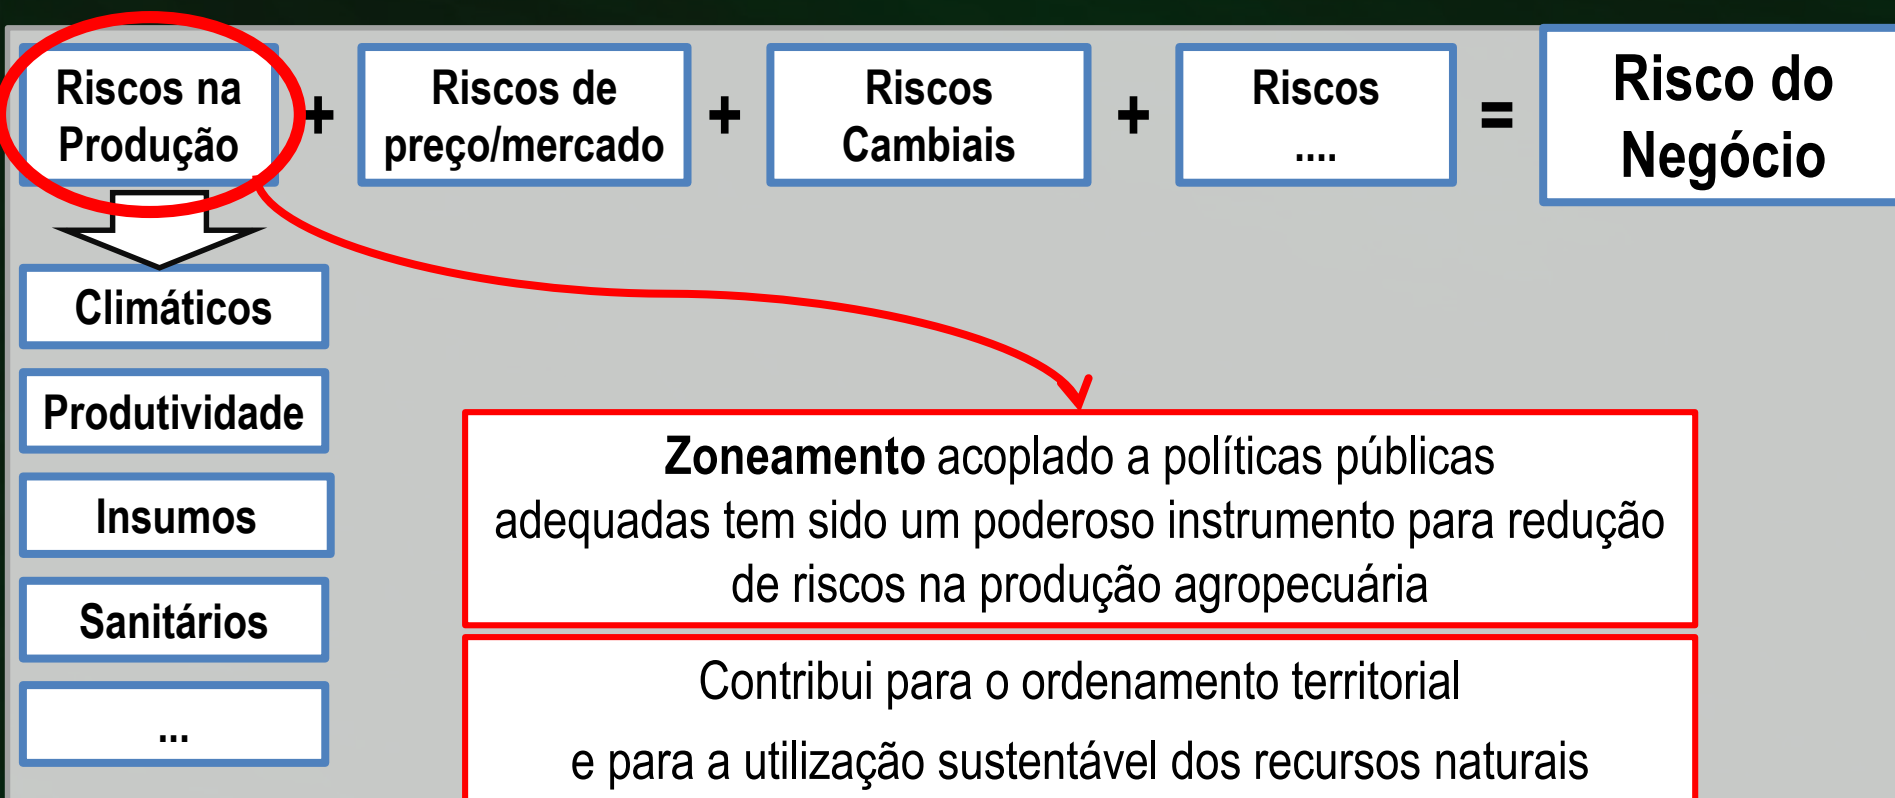 Riscos na
Produção
+
Riscos de
preço/mercado
+
Riscos
Cambiais
+
Riscos
....
=
Risco do
Negócio
Climáticos
Produtividade
Insumos
Sanitários
...
Zoneamento acoplado a políticas públicas
adequadas tem sido um poderoso instrumento para redução
de riscos na produção agropecuária
Contribui para o ordenamento territorial
e para a utilização sustentável dos recursos naturais